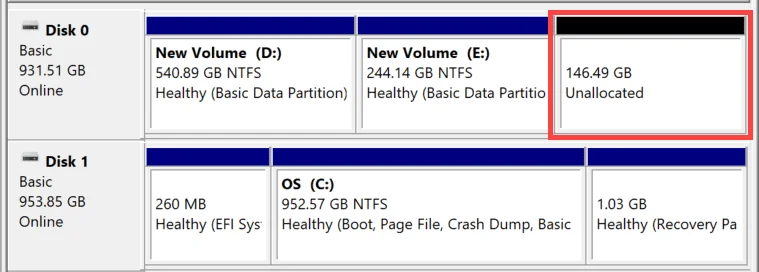 Disk 0
Basic
931.51 GB
Online
New Volume (D:)
540.89 GB NTFS
Healthy (Basic Data Partition)
New Volume (E:)
244.14 GB NTFS
Healthy (Basic Data Partitio
146.49 GB
Unallocated
Disk 1
Basic
953.85 GB
Online
260 MB
Healthy (EFI Sys
OS (C:)
952.57 GB NTFS
Healthy (Boot, Page File, Crash Dump, Basic
1.03 GB
Healthy (Recovery Pa